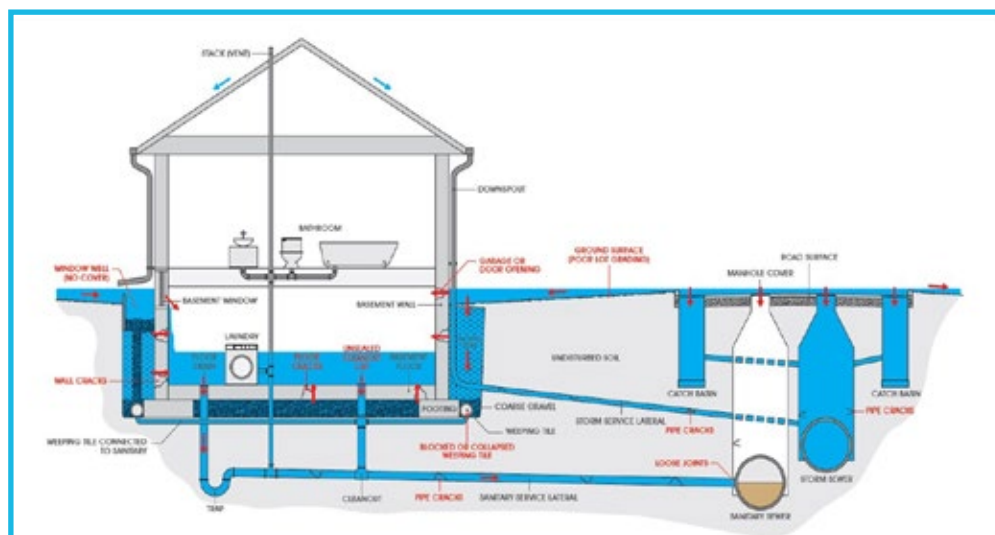 STACK (VENT)
DOWNSPOUT
BATHROOM
WINDOW WELL
(NO COVER)
GARAGE OR
DOOR OPENING
GROUND SURFACE
(POOR LOT GRADING)
ROAD SURFACE
MANHOLE COVER
BASEMENT WINDOW
BASEMENT WALL
LAUNDRY
UNSEALED
CLEANOUT
CAP
FLOOR
DRAIN
FLOOR
CRACKS
BASEMENT
FLOOR
UNDISTURBED SOIL
WALL CRACKS
CATCH BASIN
CATCH BASIN
FOOTING
COARSE GRAVEL
STORM SERVICE LATERAL
PIPE CRACKS
PIPE CRACKS
WEEPING TILE
WEEPING TILE CONNECTED
TO SANITARY
BLOCKED OR COLLAPSED
WEEPING TILE
LOOSE JOINTS
STORM SEWER
TRAP
CLEANOUT
PIPE CRACKS
SANITARY SERVICE LATERAL
SANITARY SEWER